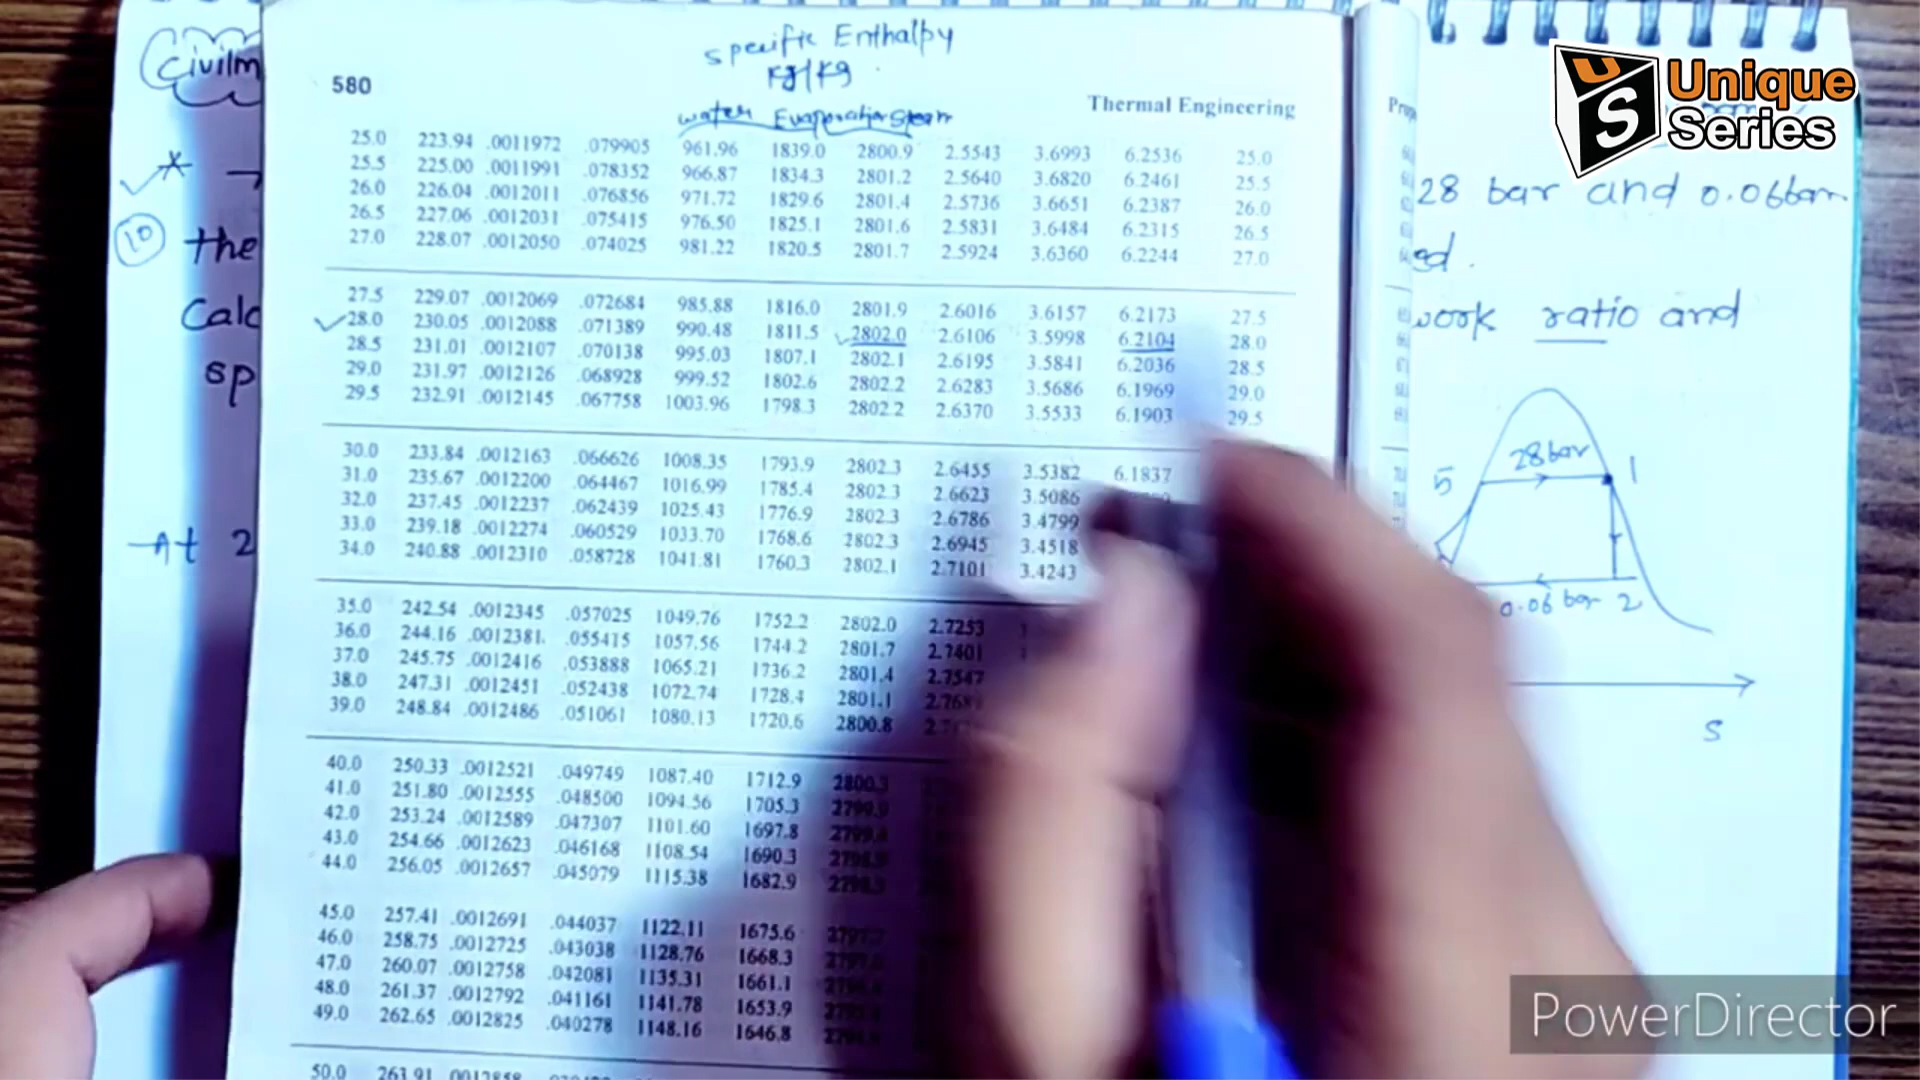 specific Enthalpy
KJ/Kg
580
water Evaporation steam
Thermal Engineering
25.0 223.94 .0011972 .079905 961.96 1839.0 2800.9 2.5543 3.6993 6.2536 25.0
25.5 225.00 .0011991 .078352 966.87 1834.3 2801.2 2.5640 3.6820 6.2461 25.5
26.0 226.04 .0012011 .076856 971.72 1829.6 2801.4 2.5736 3.6651 6.2387 26.0
26.5 227.06 .0012031 .075415 976.50 1825.1 2801.6 2.5831 3.6484 6.2315 26.5
27.0 228.07 .0012050 .074025 981.22 1820.5 2801.7 2.5924 3.6360 6.2244 27.0
27.5 229.07 .0012069 .072684 985.88 1816.0 2801.9 2.6016 3.6157 6.2173 27.5
28.0 230.05 .0012088 .071389 990.48 1811.5 2802.0 2.6106 3.5998 6.2104 28.0
28.5 231.01 .0012107 .070138 995.03 1807.1 2802.1 2.6195 3.5841 6.2036 28.5
29.0 231.97 .0012126 .068928 999.52 1802.6 2802.2 2.6283 3.5686 6.1969 29.0
29.5 232.91 .0012145 .067758 1003.96 1798.3 2802.2 2.6370 3.5533 6.1903 29.5
30.0 233.84 .0012163 .066626 1008.35 1793.9 2802.3 2.6455 3.5382 6.1837
31.0 235.67 .0012200 .064467 1016.99 1785.4 2802.3 2.6623 3.5086
32.0 237.45 .0012237 .062439 1025.43 1776.9 2802.3 2.6786 3.4799
33.0 239.18 .0012274 .060529 1033.70 1768.6 2802.3 2.6945 3.4518
34.0 240.88 .0012310 .058728 1041.81 1760.3 2802.1 2.7101 3.4243
35.0 242.54 .0012345 .057025 1049.76 1752.2 2802.0 2.7253
36.0 244.16 .0012381 .055415 1057.56 1744.2 2801.7 2.7401
37.0 245.75 .0012416 .053888 1065.21 1736.2 2801.4 2.7547
38.0 247.31 .0012451 .052438 1072.74 1728.4 2801.1
39.0 248.84 .0012486 .051061 1080.13 1720.6 2800.8
40.0 250.33 .0012521 .049749 1087.40 1712.9 2800.3
41.0 251.80 .0012555 .048500 1094.56 1705.3
42.0 253.24 .0012589 .047307 1101.60 1697.8
43.0 254.66 .0012623 .046168 1108.54 1690.3
44.0 256.05 .0012657 .045079 1115.38 1682.9
45.0 257.41 .0012691 .044037 1122.11 1675.6
46.0 258.75 .0012725 .043038 1128.76 1668.3
47.0 260.07 .0012758 .042081 1135.31 1661.1
48.0 261.37 .0012792 .041161 1141.78 1653.9
49.0 262.65 .0012825 .040278 1148.16 1646.8
50.0 263.91 .0012858
Civilm
10
the
Calc
sp
At 2
Prop
28 bar and 0.06bar
ed.
work ratio and
28bar
5
1
0.06 bar 2
S
US
Unique
Series
PowerDirector